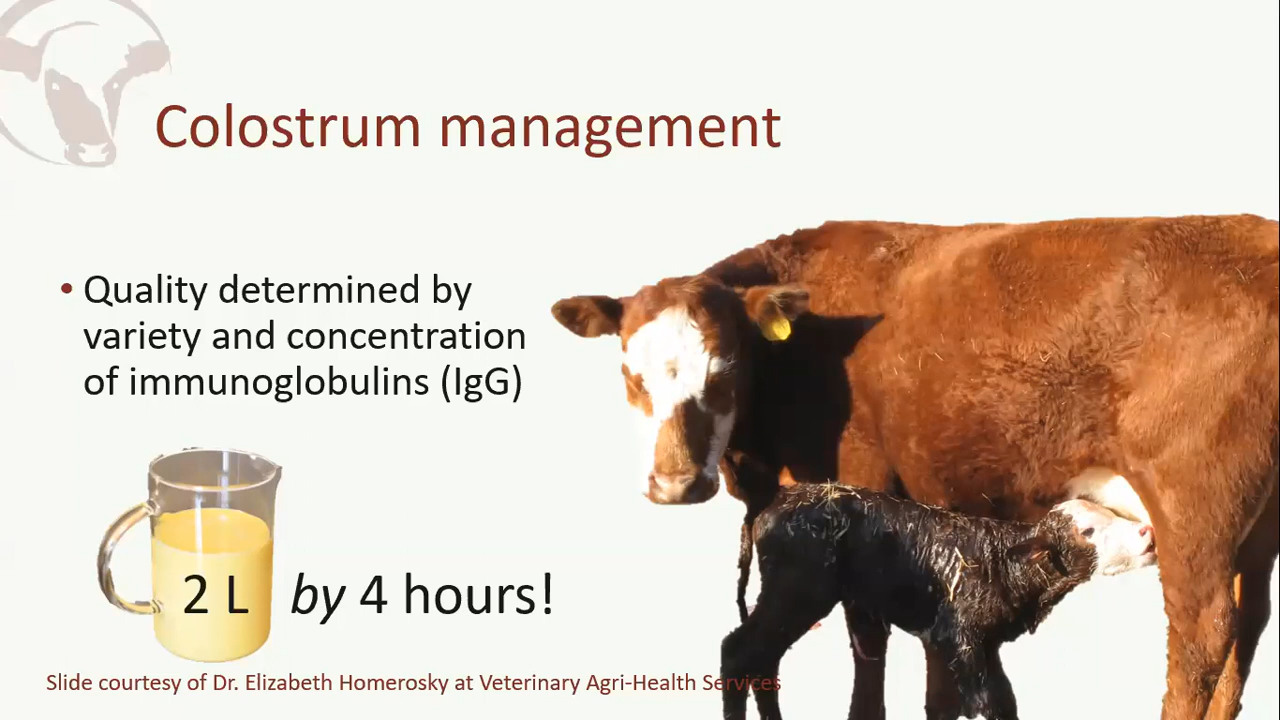 Colostrum management
• Quality determined by
variety and concentration
of immunoglobulins (IgG)
2 L by 4 hours!
Slide courtesy of Dr. Elizabeth Homerosky at Veterinary Agri-Health Services